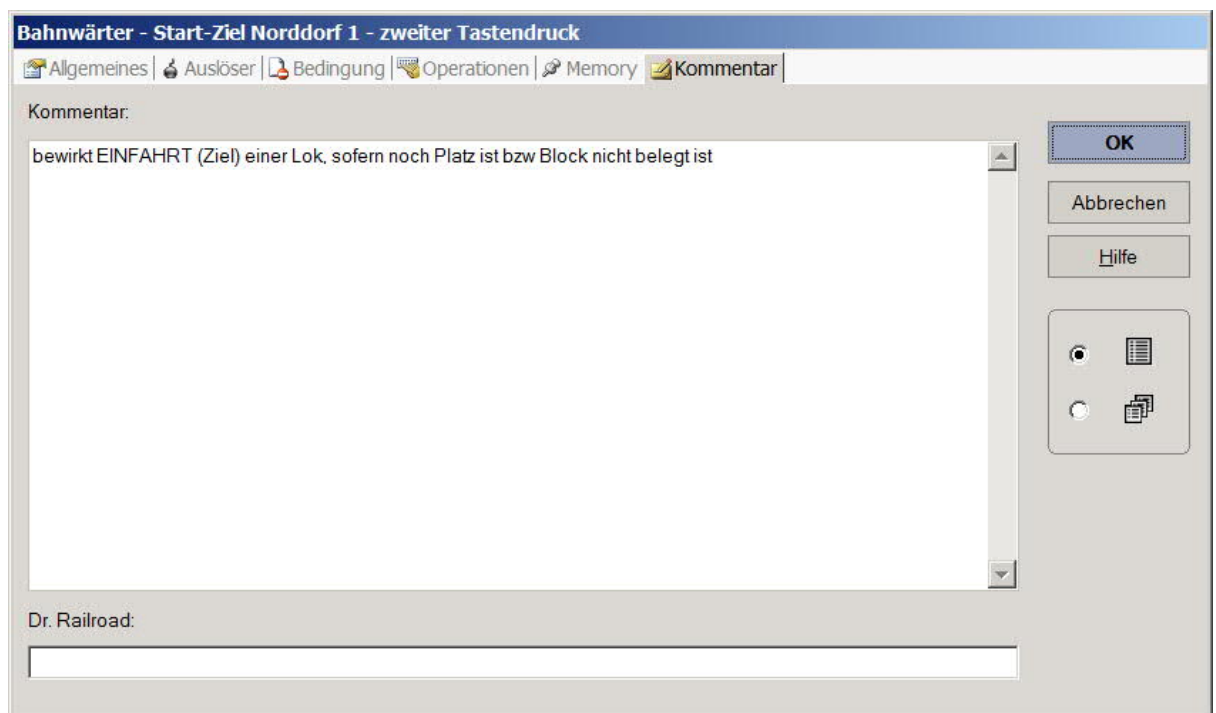 Bahnwärter - Start-Ziel Norddorf 1 - zweiter Tastendruck
Allgemeines Auslöser Bedingung Operationen Memory Kommentar
Kommentar:
bewirkt EINFAHRT (Ziel) einer Lok, sofern noch Platz ist bzw Block nicht belegt ist
OK
Abbrechen
Hilfe
Dr. Railroad: